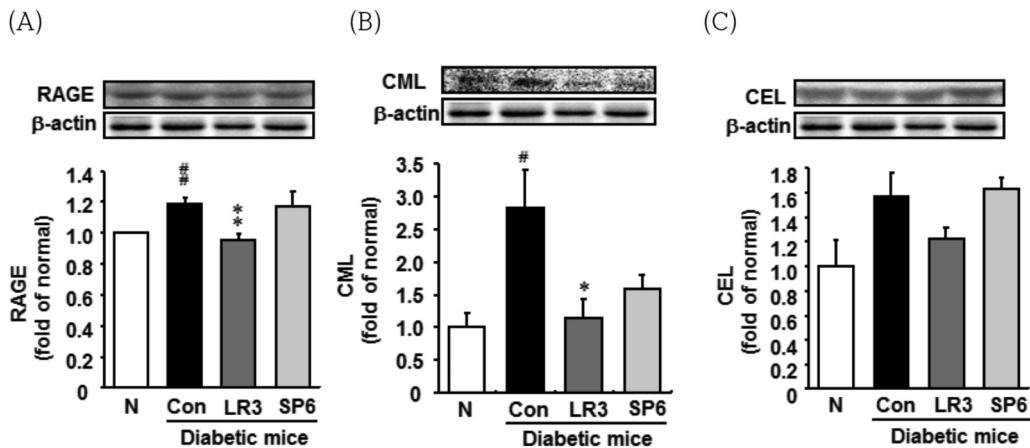 (A)
RAGE
β-actin
RAGE
(fold of normal)
1.4
1.2
1.0
0.8
0.6
0.4
0.2
0
##
**
N Con LR3 SP6
Diabetic mice
(B)
CML
β-actin
CML
(fold of normal)
3.5
3.0
2.5
2.0
1.5
1.0
0.5
0
#
*
N Con LR3 SP6
Diabetic mice
(C)
CEL
β-actin
CEL
(fold of normal)
1.8
1.6
1.4
1.2
1.0
0.8
0.6
0.4
0.2
0
N Con LR3 SP6
Diabetic mice